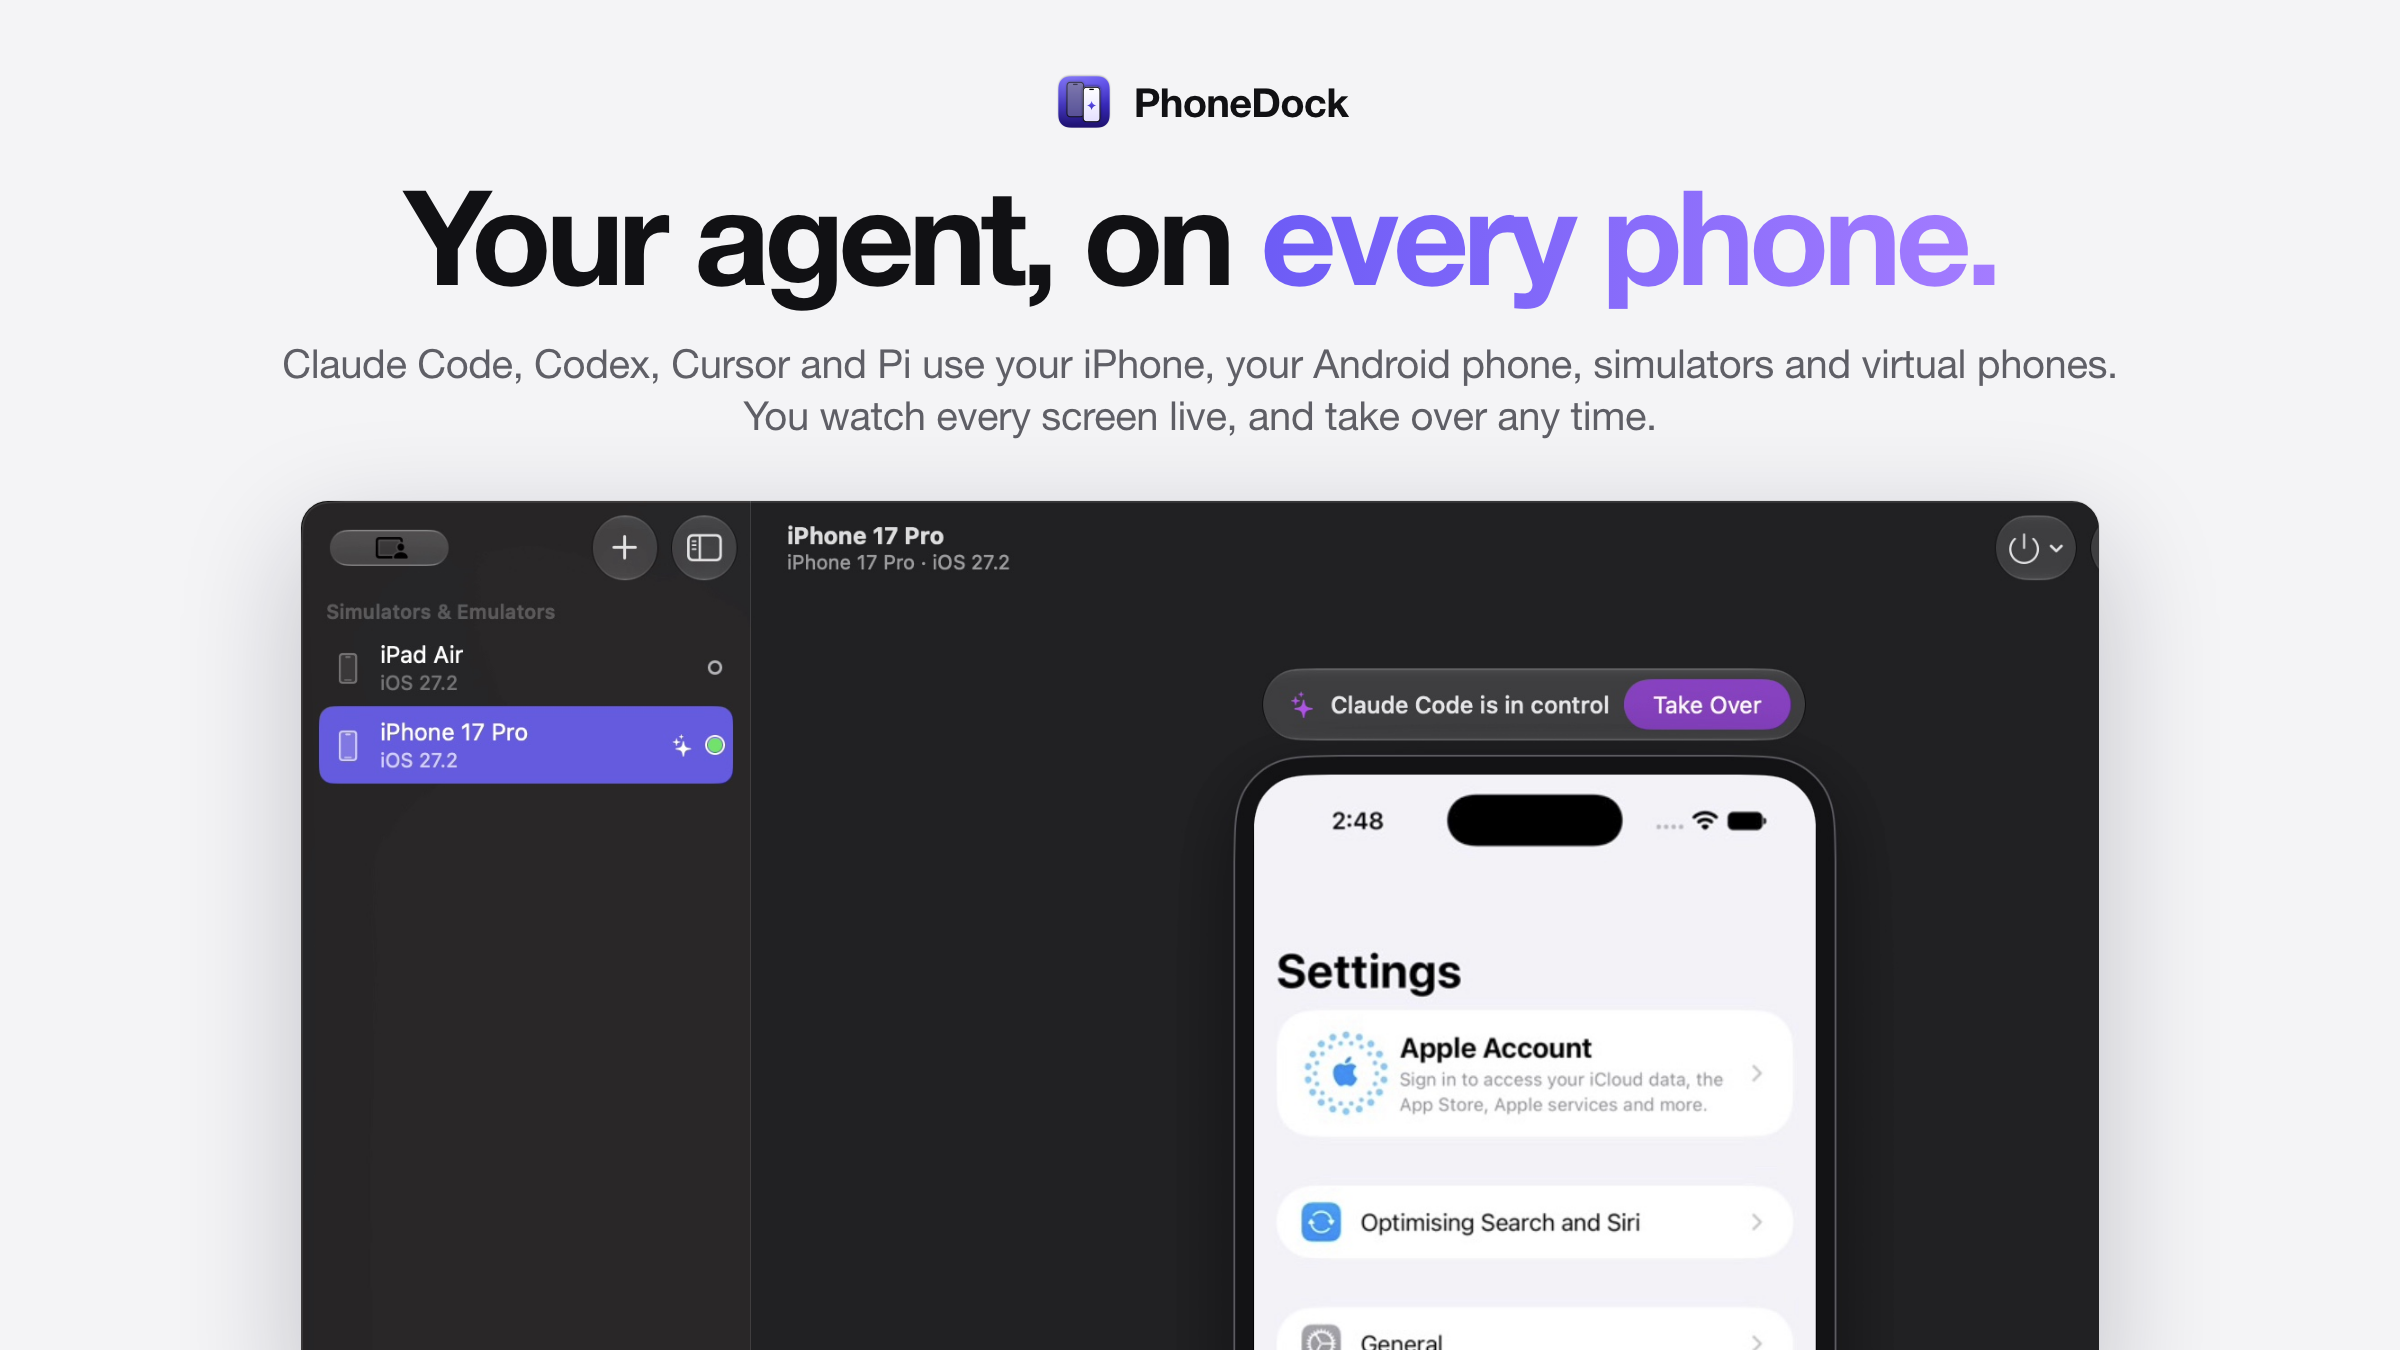 PhoneDock
Your agent, on every phone.
Claude Code, Codex, Cursor and Pi use your iPhone, your Android phone, simulators and virtual phones.
You watch every screen live, and take over any time.
iPhone 17 Pro
iPhone 17 Pro · iOS 27.2
Simulators & Emulators
iPad Air
iOS 27.2
iPhone 17 Pro
iOS 27.2
Claude Code is in control
Take Over
2:48
Settings
Apple Account
Sign in to access your iCloud data, the
App Store, Apple services and more.
Optimising Search and Siri
General